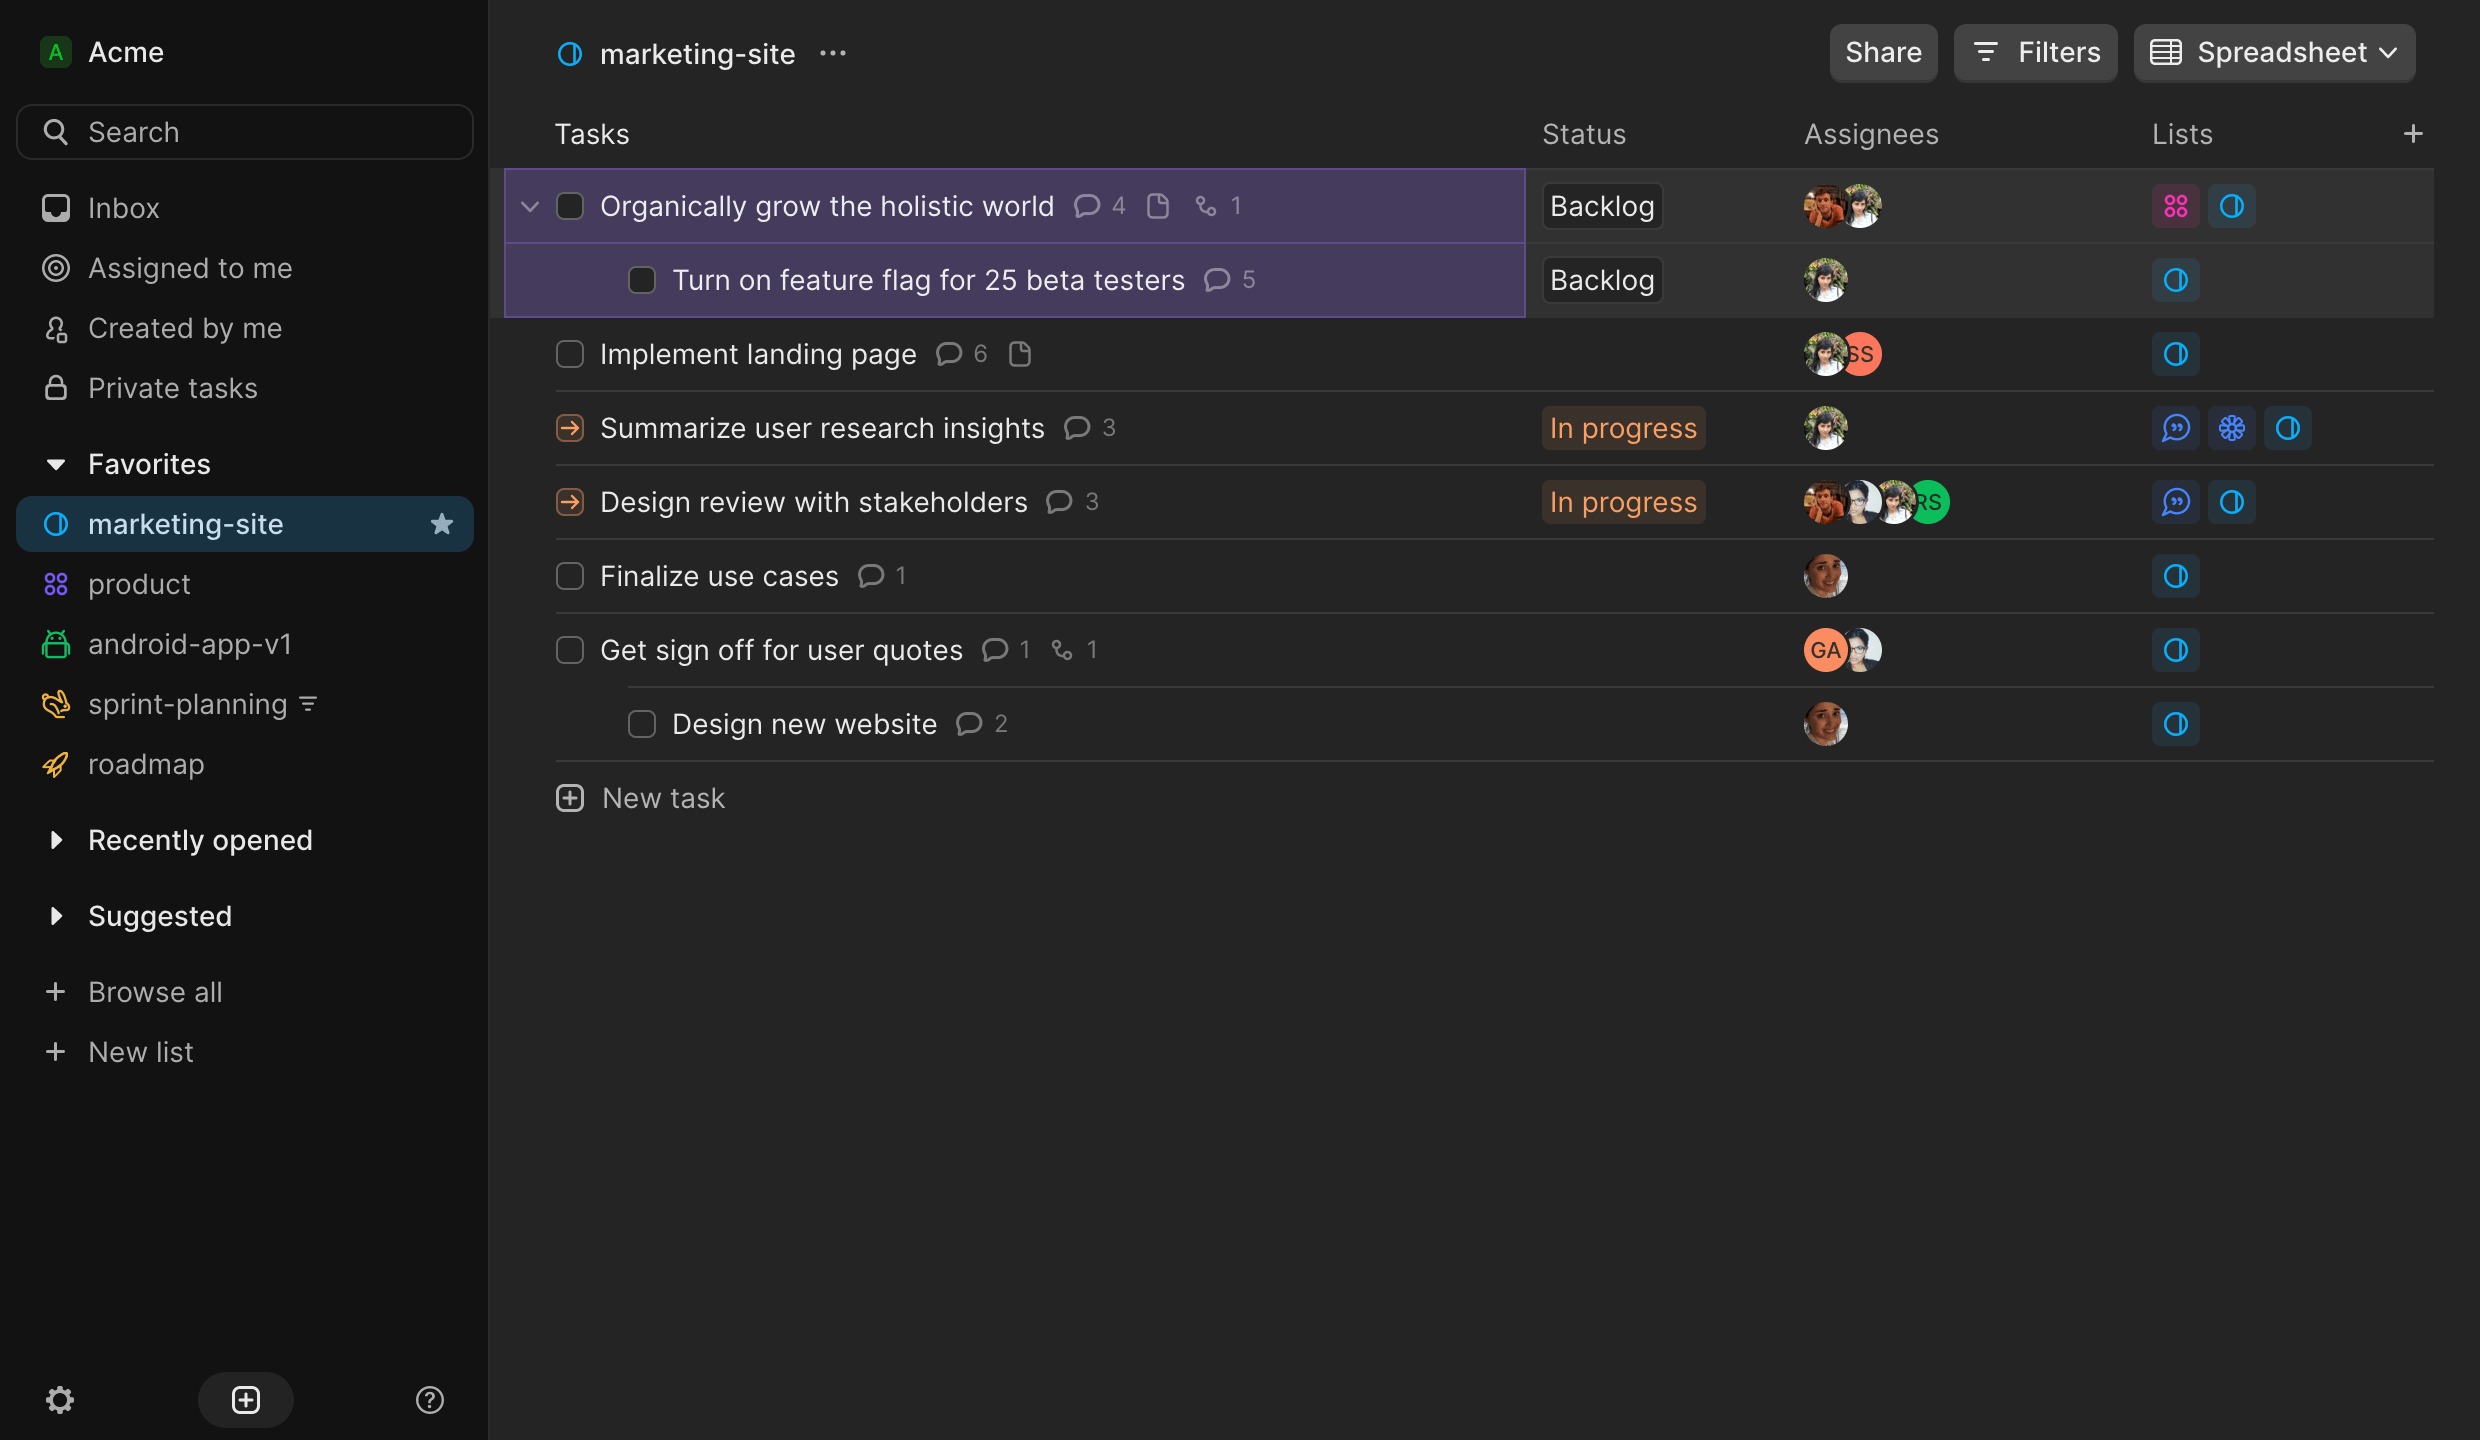 A Acme
Search
Inbox
Assigned to me
Created by me
Private tasks
Favorites
marketing-site
product
android-app-v1
sprint-planning
roadmap
Recently opened
Suggested
Browse all
New list
marketing-site
Share
Filters
Spreadsheet
Tasks Status Assignees Lists
Organically grow the holistic world 4 1 Backlog
Turn on feature flag for 25 beta testers 5 Backlog
Implement landing page 6 SS
Summarize user research insights 3 In progress
Design review with stakeholders 3 In progress RS
Finalize use cases 1
Get sign off for user quotes 1 1 GA
Design new website 2
New task